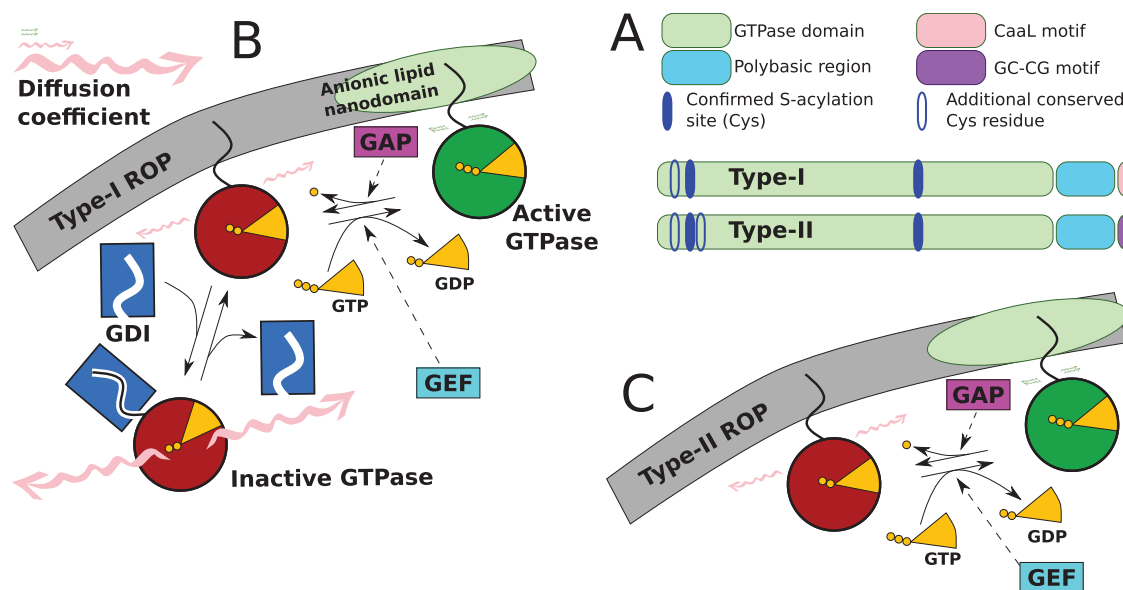 B
Diffusion
coefficient
Anionic lipid
nanodomain
GAP
Type-I ROP
Active
GTPase
GDP
GTP
GDI
GEF
Inactive GTPase
A
GTPase domain
CaaL motif
Polybasic region
GC-CG motif
Confirmed S-acylation
site (Cys)
Additional conserved
Cys residue
Type-I
Type-II
C
GAP
Type-II ROP
GDP
GTP
GEF